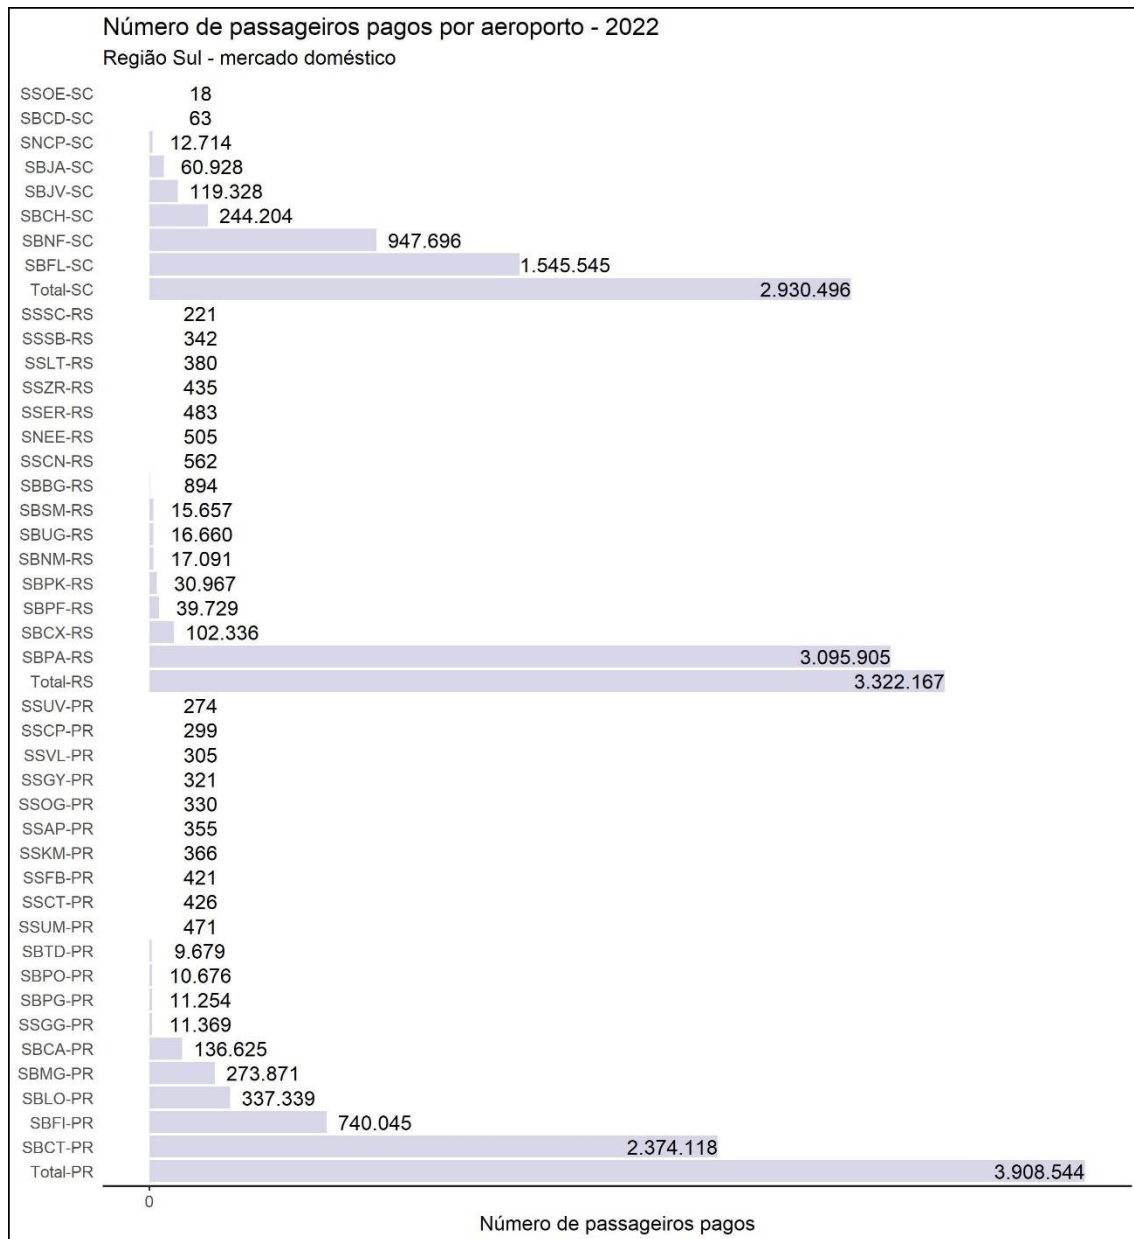 Número de passageiros pagos por aeroporto - 2022
Região Sul - mercado doméstico
SSOE-SC 18
SBCD-SC 63
SNCP-SC 12.714
SBJA-SC 60.928
SBJV-SC 119.328
SBCH-SC 244.204
SBNF-SC 947.696
SBFL-SC 1.545.545
Total-SC 2.930.496
SSSC-RS 221
SSSB-RS 342
SSLT-RS 380
SSZR-RS 435
SSER-RS 483
SNEE-RS 505
SSCN-RS 562
SBBG-RS 894
SBSM-RS 15.657
SBUG-RS 16.660
SBNM-RS 17.091
SBPK-RS 30.967
SBPF-RS 39.729
SBCX-RS 102.336
SBPA-RS 3.095.905
Total-RS 3.322.167
SSUV-PR 274
SSCP-PR 299
SSVL-PR 305
SSGY-PR 321
SSOG-PR 330
SSAP-PR 355
SSKM-PR 366
SSFB-PR 421
SSCT-PR 426
SSUM-PR 471
SBTD-PR 9.679
SBPO-PR 10.676
SBPG-PR 11.254
SSGG-PR 11.369
SBCA-PR 136.625
SBMG-PR 273.871
SBLO-PR 337.339
SBFI-PR 740.045
SBCT-PR 2.374.118
Total-PR 3.908.544
0
Número de passageiros pagos